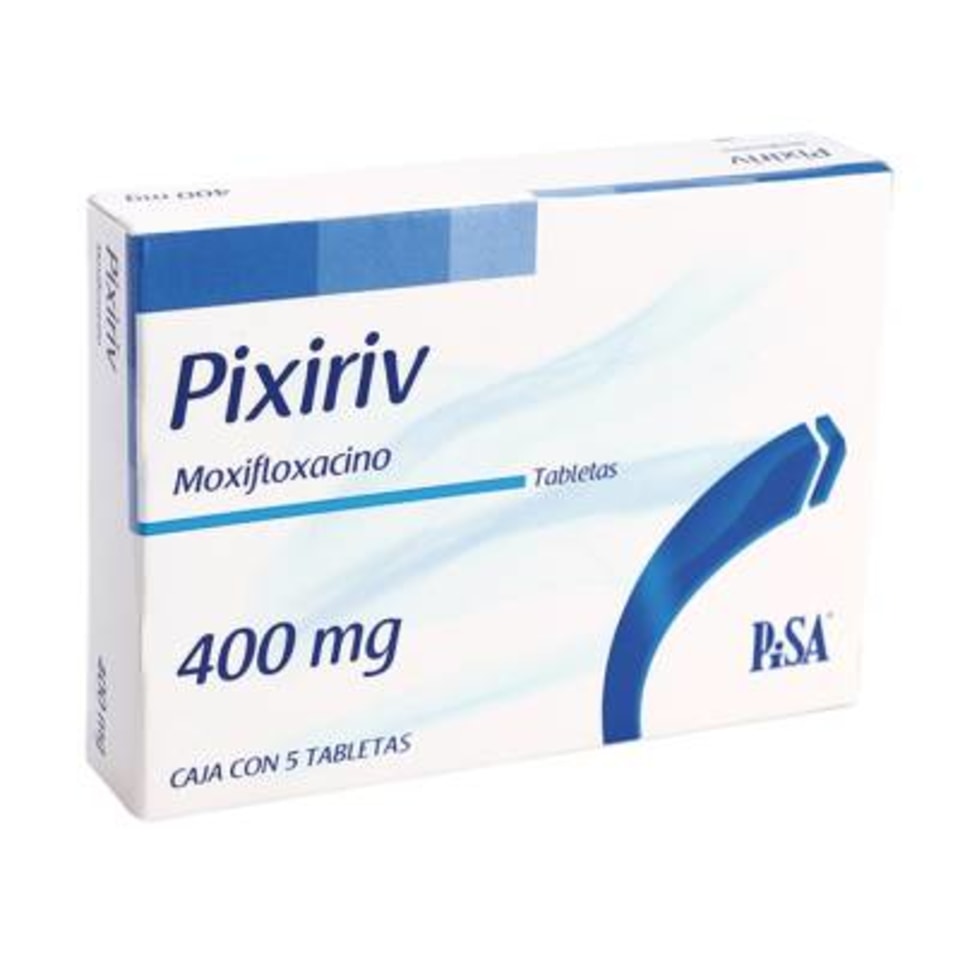 400 mg
Pixiriv
Pixiriv
Pixiriv
Moxifloxacino
Tabletas
400 mg
PiSA
CAJA CON 5 TABLETAS
400 mg